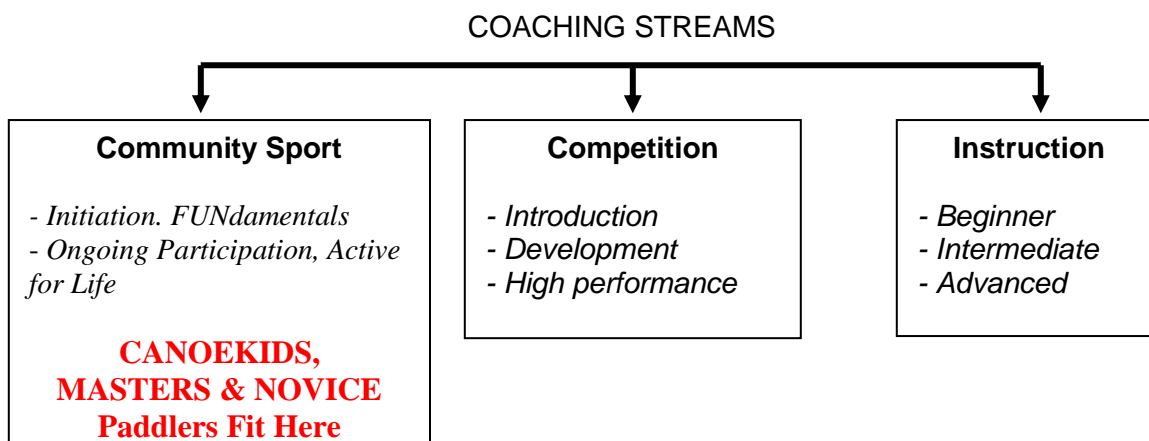 COACHING STREAMS
Community Sport
- Initiation. FUNdamentals
- Ongoing Participation, Active
for Life
CANOEKIDS,
MASTERS & NOVICE
Paddlers Fit Here
Competition
- Introduction
- Development
- High performance
Instruction
- Beginner
- Intermediate
- Advanced